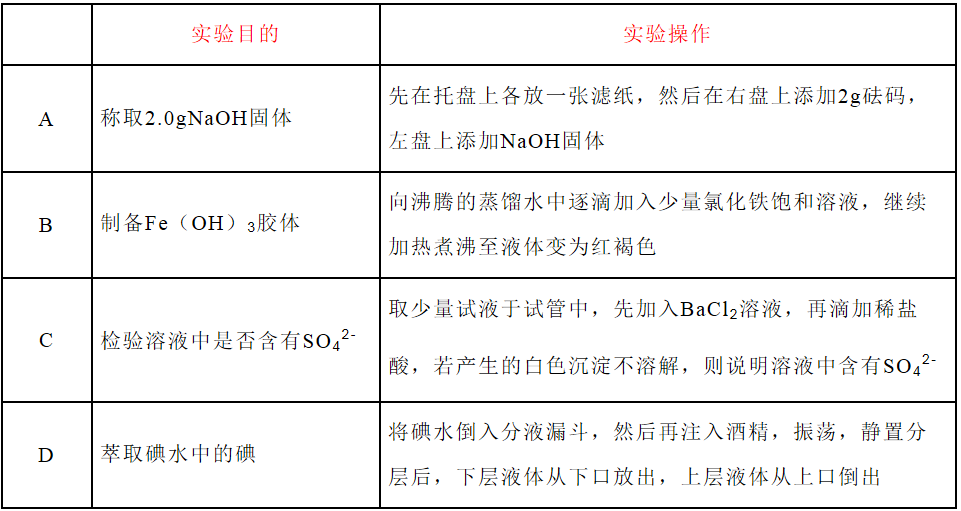 实验目的 实验操作
A 称取2.0gNaOH固体 先在托盘上各放一张滤纸，然后在右盘上添加2g砝码，
左盘上添加NaOH固体
B 制备Fe（OH）₃胶体 向沸腾的蒸馏水中逐滴加入少量氯化铁饱和溶液，继续
加热煮沸至液体变为红褐色
C 检验溶液中是否含有SO₄²⁻ 取少量试液于试管中，先加入BaCl₂溶液，再滴加稀盐
酸，若产生的白色沉淀不溶解，则说明溶液中含有SO₄²⁻
D 萃取碘水中的碘 将碘水倒入分液漏斗，然后再注入酒精，振荡，静置分
层后，下层液体从下口放出，上层液体从上口倒出